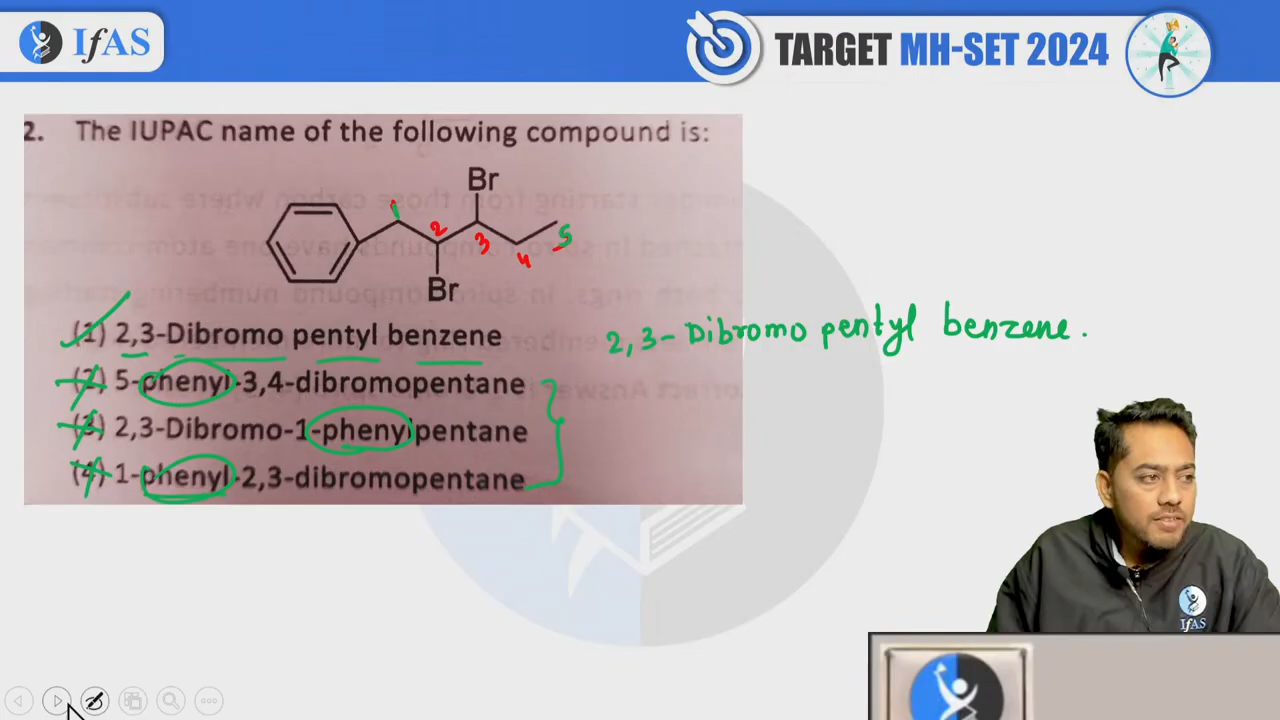 IfAS
TARGET MH-SET 2024
2. The IUPAC name of the following compound is:
Br
1
2
3
4
5
Br
(1) 2,3-Dibromo pentyl benzene
2,3-Dibromo pentyl benzene.
(2) 5-phenyl-3,4-dibromopentane
(3) 2,3-Dibromo-1-phenylpentane
(4) 1-phenyl-2,3-dibromopentane
IfAS